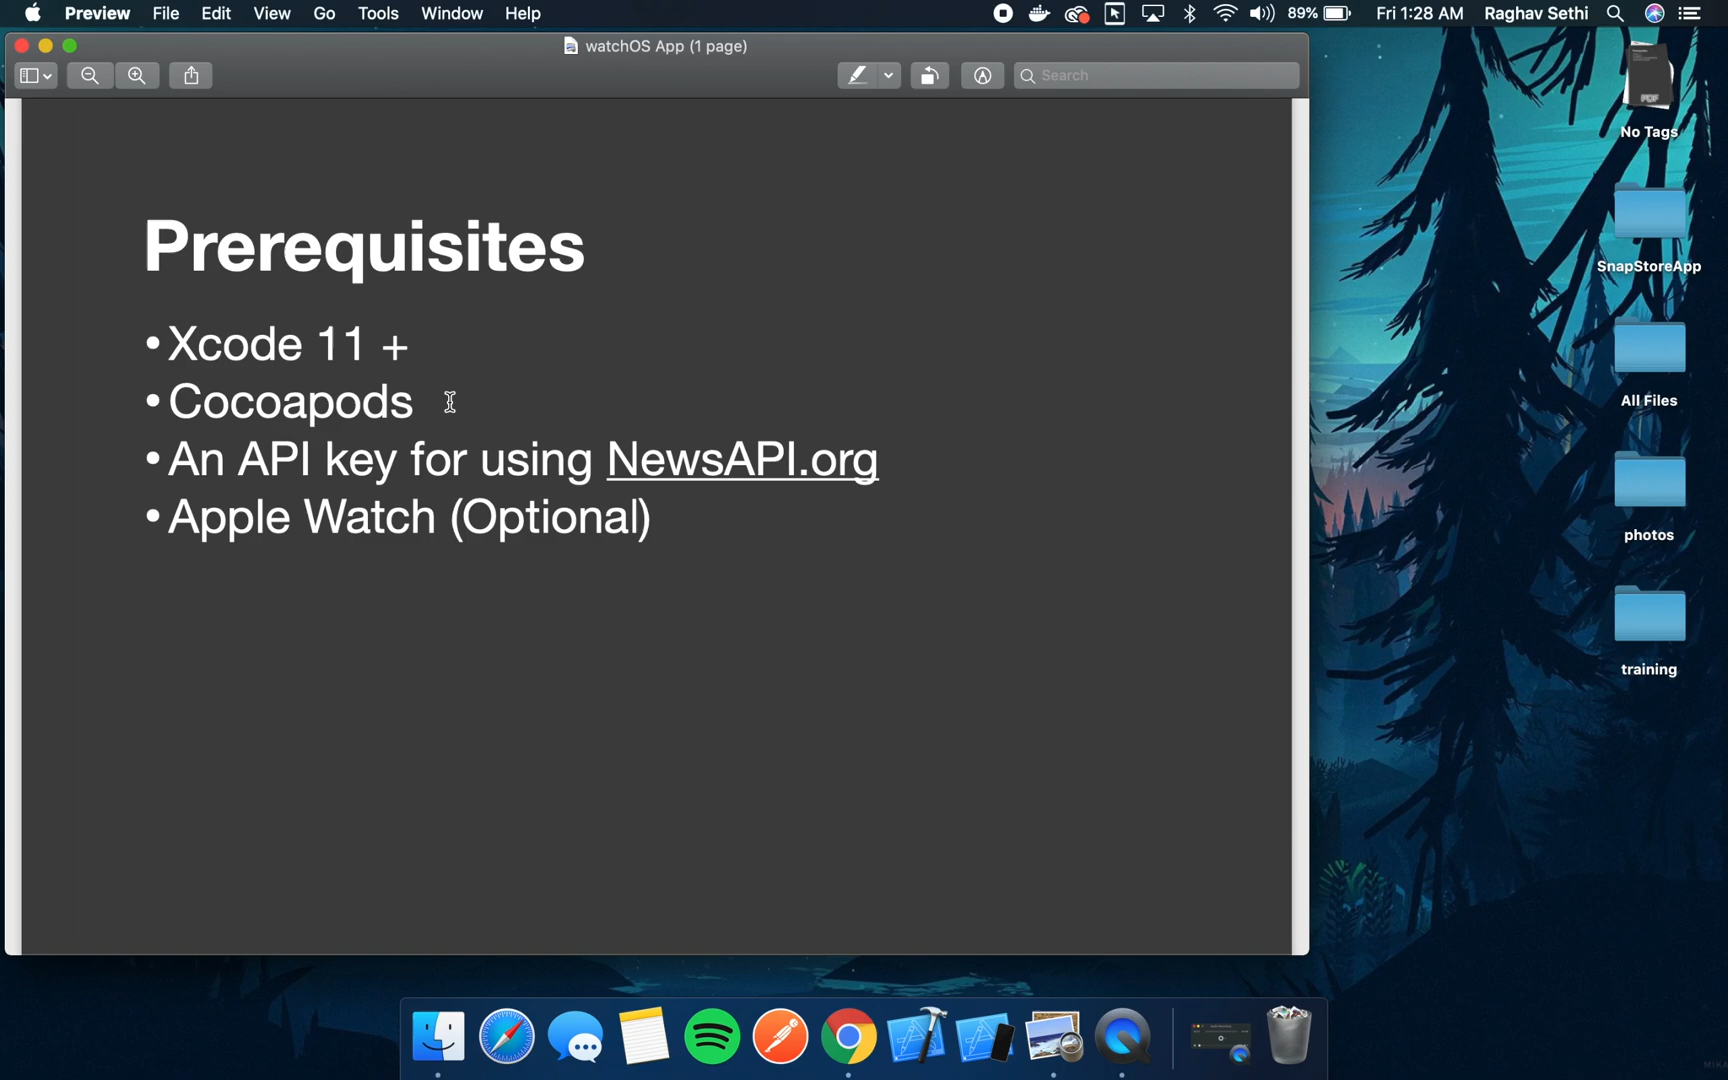 Preview File Edit View Go Tools Window Help 89% Fri 1:28 AM Raghav Sethi
watchOS App (1 page)
Search
Prerequisites
•Xcode 11 +
•Cocoapods
•An API key for using NewsAPI.org
•Apple Watch (Optional)
PDF
No Tags
SnapStoreApp
All Files
photos
training